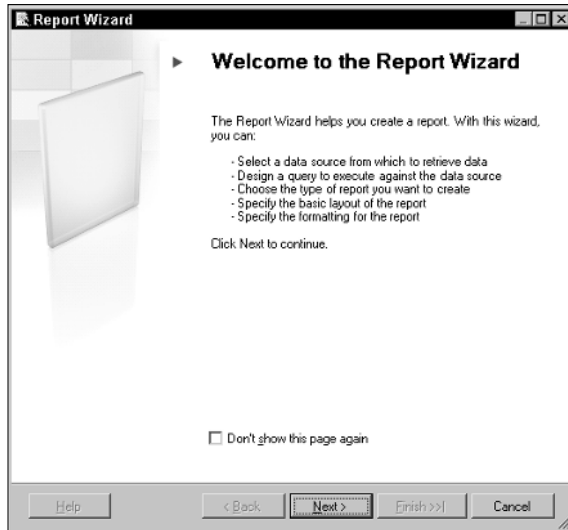 Report Wizard
Welcome to the Report Wizard
The Report Wizard helps you create a report. With this wizard,
you can:
- Select a data source from which to retrieve data
- Design a query to execute against the data source
- Choose the type of report you want to create
- Specify the basic layout of the report
- Specify the formatting for the report
Click Next to continue.
Don't show this page again
Help
< Back
Next >
Finish >>|
Cancel